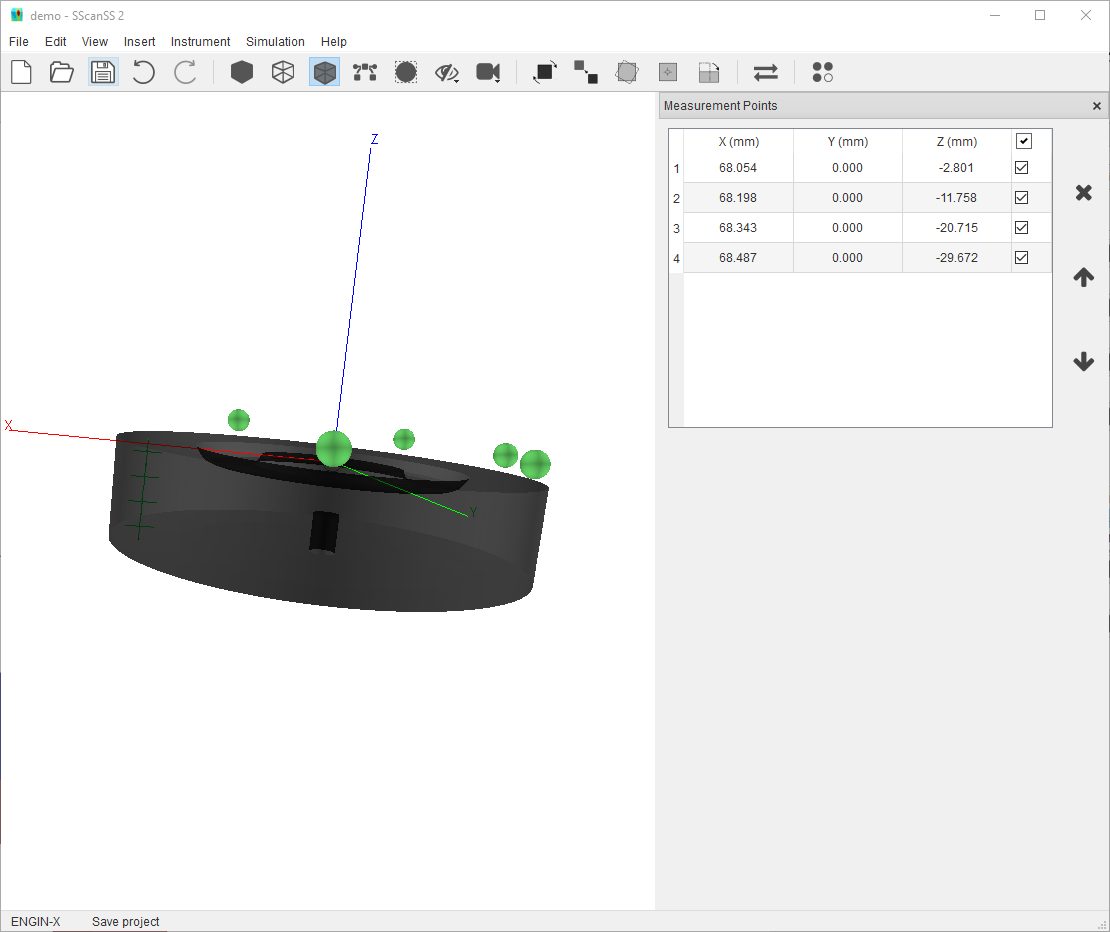 demo - SScanSS 2
File Edit View Insert Instrument Simulation Help
Measurement Points
X (mm) Y (mm) Z (mm)
1 68.054 0.000 -2.801
2 68.198 0.000 -11.758
3 68.343 0.000 -20.715
4 68.487 0.000 -29.672
Z
X
Y
ENGIN-X Save project